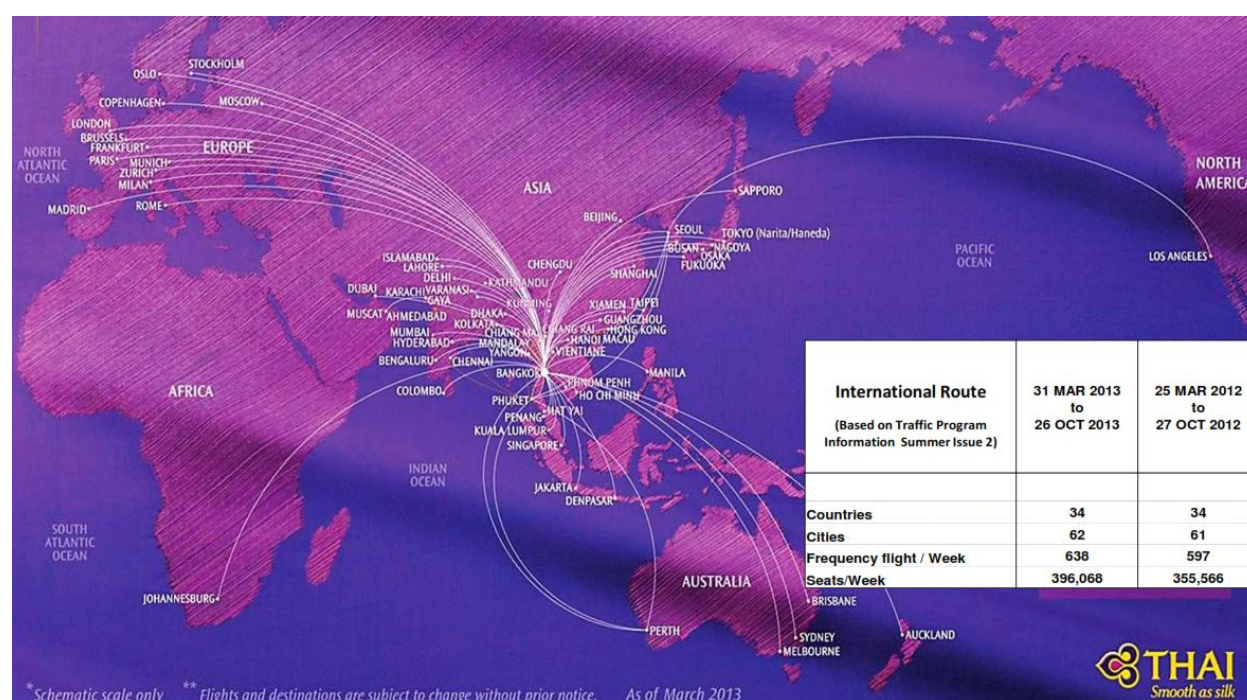 STOCKHOLM
OSLO
COPENHAGEN
MOSCOW
LONDON
BRUSSELS
FRANKFURT
PARIS
MUNICH
ZURICH
MILAN
MADRID
ROME
EUROPE
NORTH
ATLANTIC
OCEAN
ASIA
NORTH
AMERICA
SAPPORO
BEIJING
SEOUL
TOKYO (Narita/Haneda)
BUSAN
NAGOYA
OSAKA
FUKUOKA
PACIFIC
OCEAN
LOS ANGELES
ISLAMABAD
LAHORE
DELHI
CHENGDU
SHANGHAI
KATHMANDU
DUBAI
KARACHI
VARANASI
GAYA
KUNMING
XIAMEN
TAIPEI
MUSCAT
AHMEDABAD
DHAKA
GUANGZHOU
KOLKATA
CHIANG MAI
CHIANG RAI
HONG KONG
MUMBAI
HYDERABAD
MANDALAY
HANOI
MACAU
YANGON
VIENTIANE
BENGALURU
CHENNAI
BANGKOK
MANILA
COLOMBO
PHNOM PENH
HO CHI MINH
PHUKET
HAT YAI
PENANG
KUALA LUMPUR
SINGAPORE
AFRICA
INDIAN
OCEAN
JAKARTA
DENPASAR
SOUTH
ATLANTIC
OCEAN
AUSTRALIA
JOHANNESBURG
PERTH
BRISBANE
SYDNEY
MELBOURNE
AUCKLAND
International Route
(Based on Traffic Program
Information Summer Issue 2)
31 MAR 2013
to
26 OCT 2013
25 MAR 2012
to
27 OCT 2012
Countries 34 34
Cities 62 61
Frequency flight / Week 638 597
Seats/Week 396,068 355,566
THAI
Smooth as silk
*Schematic scale only **Flights and destinations are subject to change without prior notice. As of March 2013